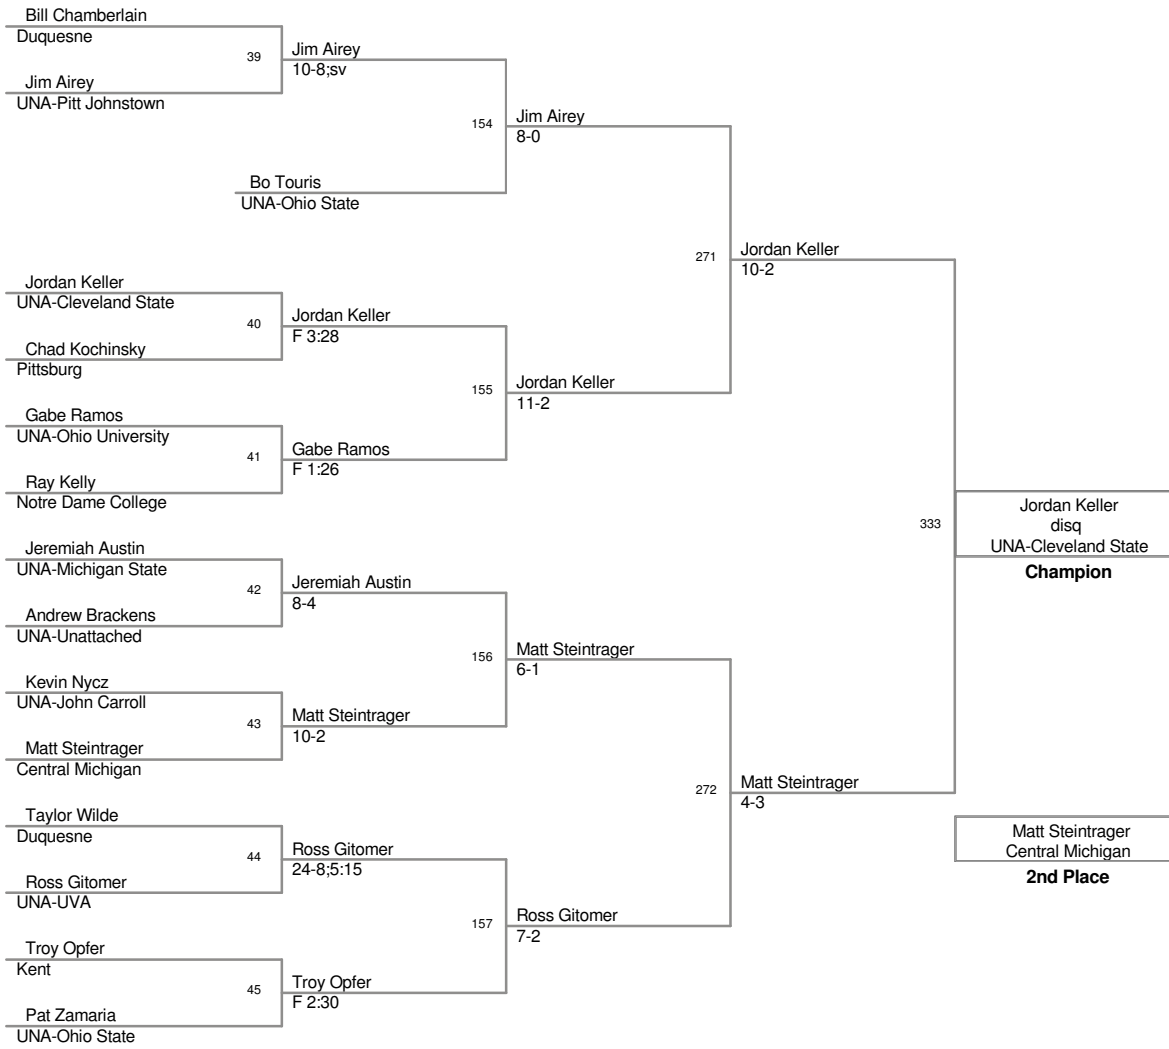 Bill Chamberlain
Duquesne
39
Jim Airey
10-8;sv
Jim Airey
UNA-Pitt Johnstown
154
Jim Airey
8-0
Bo Touris
UNA-Ohio State
271
Jordan Keller
10-2
Jordan Keller
UNA-Cleveland State
40
Jordan Keller
F 3:28
Chad Kochinsky
Pittsburg
155
Jordan Keller
11-2
Gabe Ramos
UNA-Ohio University
41
Gabe Ramos
F 1:26
Ray Kelly
Notre Dame College
333
Jordan Keller
disq
UNA-Cleveland State
Champion
Jeremiah Austin
UNA-Michigan State
42
Jeremiah Austin
8-4
Andrew Brackens
UNA-Unattached
156
Matt Steintrager
6-1
Kevin Nycz
UNA-John Carroll
43
Matt Steintrager
10-2
Matt Steintrager
Central Michigan
272
Matt Steintrager
4-3
Taylor Wilde
Duquesne
44
Ross Gitomer
24-8;5:15
Ross Gitomer
UNA-UVA
Matt Steintrager
Central Michigan
2nd Place
157
Ross Gitomer
7-2
Troy Opfer
Kent
45
Troy Opfer
F 2:30
Pat Zamaria
UNA-Ohio State